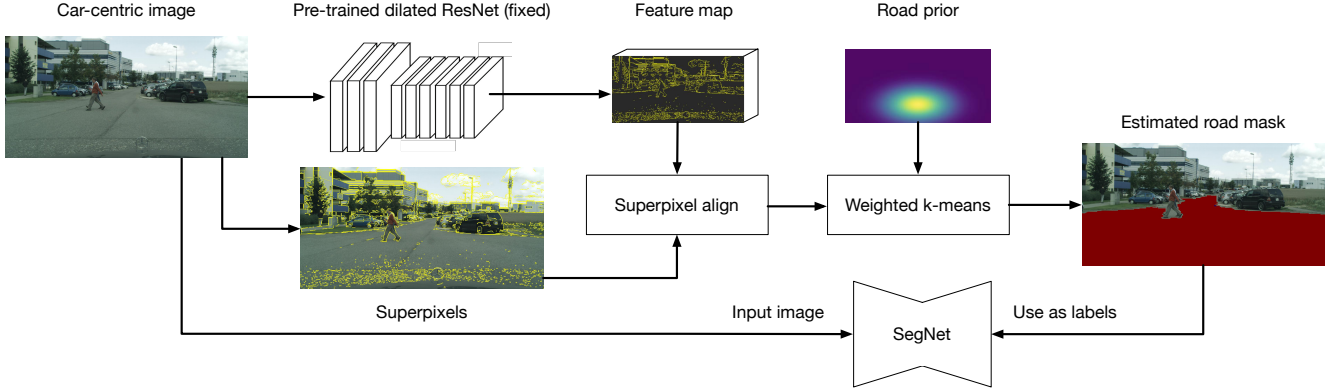 Car-centric image
Pre-trained dilated ResNet (fixed)
Feature map
Road prior
Estimated road mask
Superpixel align
Weighted k-means
Superpixels
Input image
SegNet
Use as labels